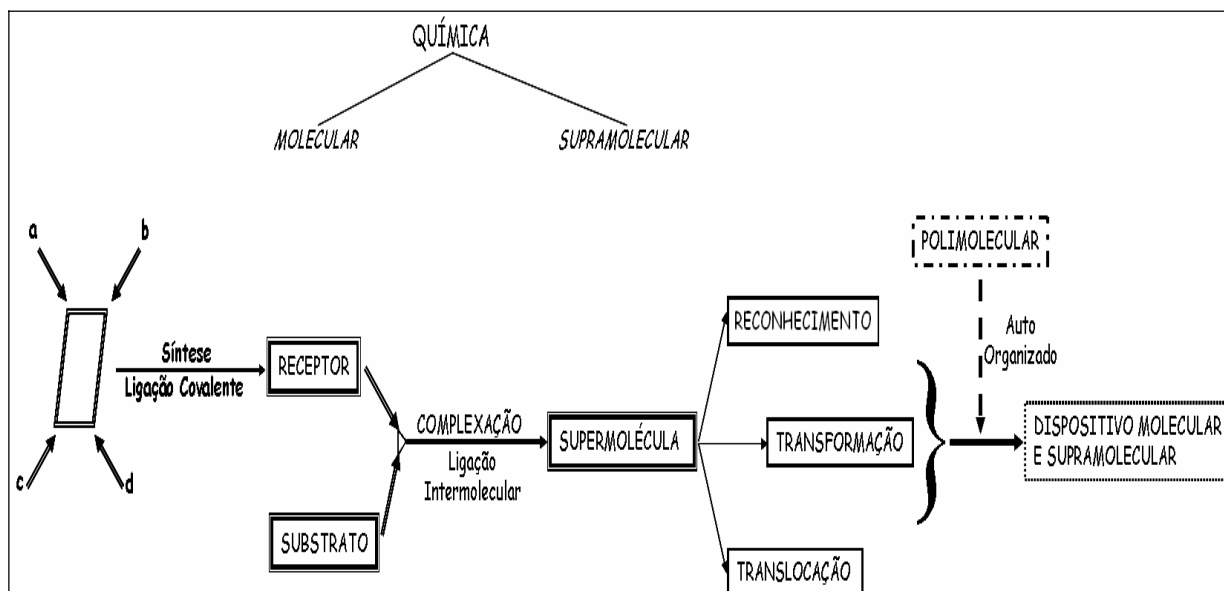 QUÍMICA
MOLECULAR
SUPRAMOLECULAR
a
b
c
d
Síntese
Ligação Covalente
RECEPTOR
SUBSTRATO
COMPLEXAÇÃO
Ligação
Intermolecular
SUPERMOLÉCULA
RECONHECIMENTO
TRANSFORMAÇÃO
TRANSLOCAÇÃO
POLIMOLECULAR
Auto
Organizado
DISPOSITIVO MOLECULAR
E SUPRAMOLECULAR